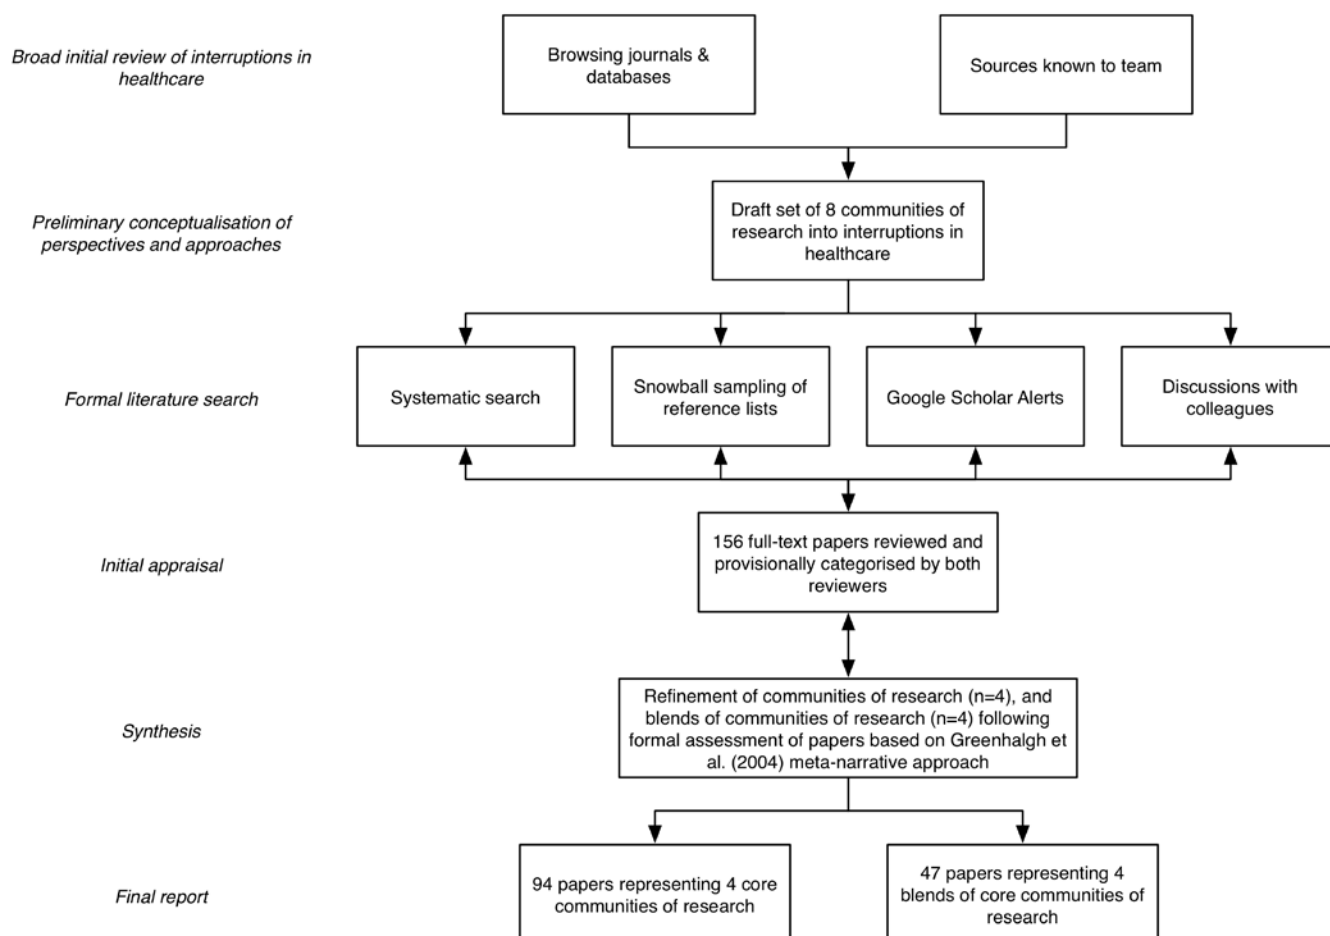 Broad initial review of interruptions in
healthcare
Browsing journals &
databases
Sources known to team
Preliminary conceptualisation of
perspectives and approaches
Draft set of 8 communities of
research into interruptions in
healthcare
Formal literature search
Systematic search
Snowball sampling of
reference lists
Google Scholar Alerts
Discussions with
colleagues
Initial appraisal
156 full-text papers reviewed and
provisionally categorised by both
reviewers
Synthesis
Refinement of communities of research (n=4), and
blends of communities of research (n=4) following
formal assessment of papers based on Greenhalgh et
al. (2004) meta-narrative approach
Final report
94 papers representing 4 core
communities of research
47 papers representing 4
blends of core communities of
research